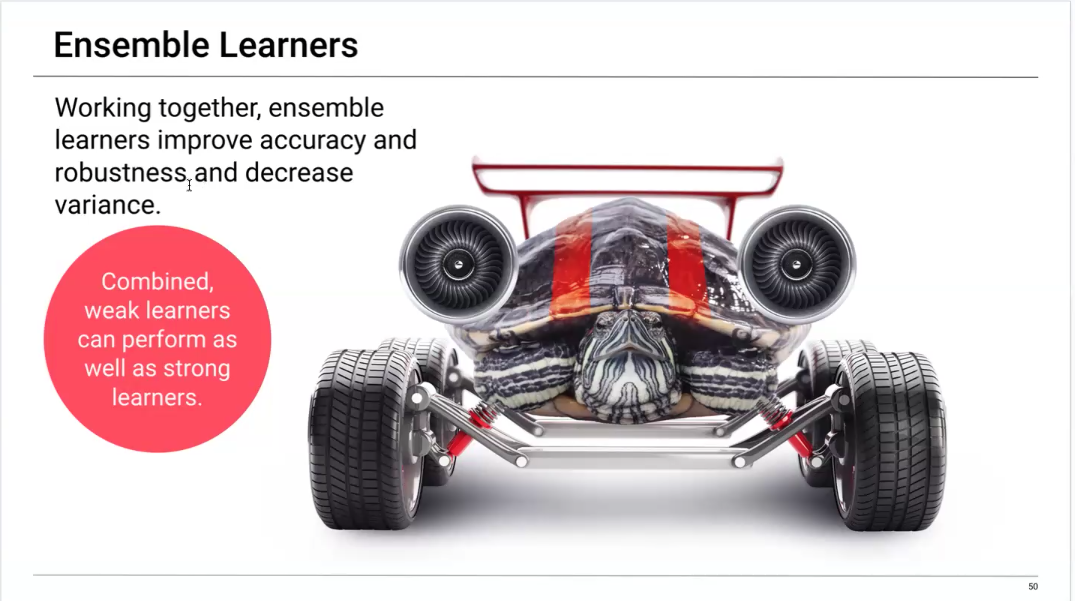 Ensemble Learners
Working together, ensemble
learners improve accuracy and
robustness and decrease
variance.
Combined,
weak learners
can perform as
well as strong
learners.
50